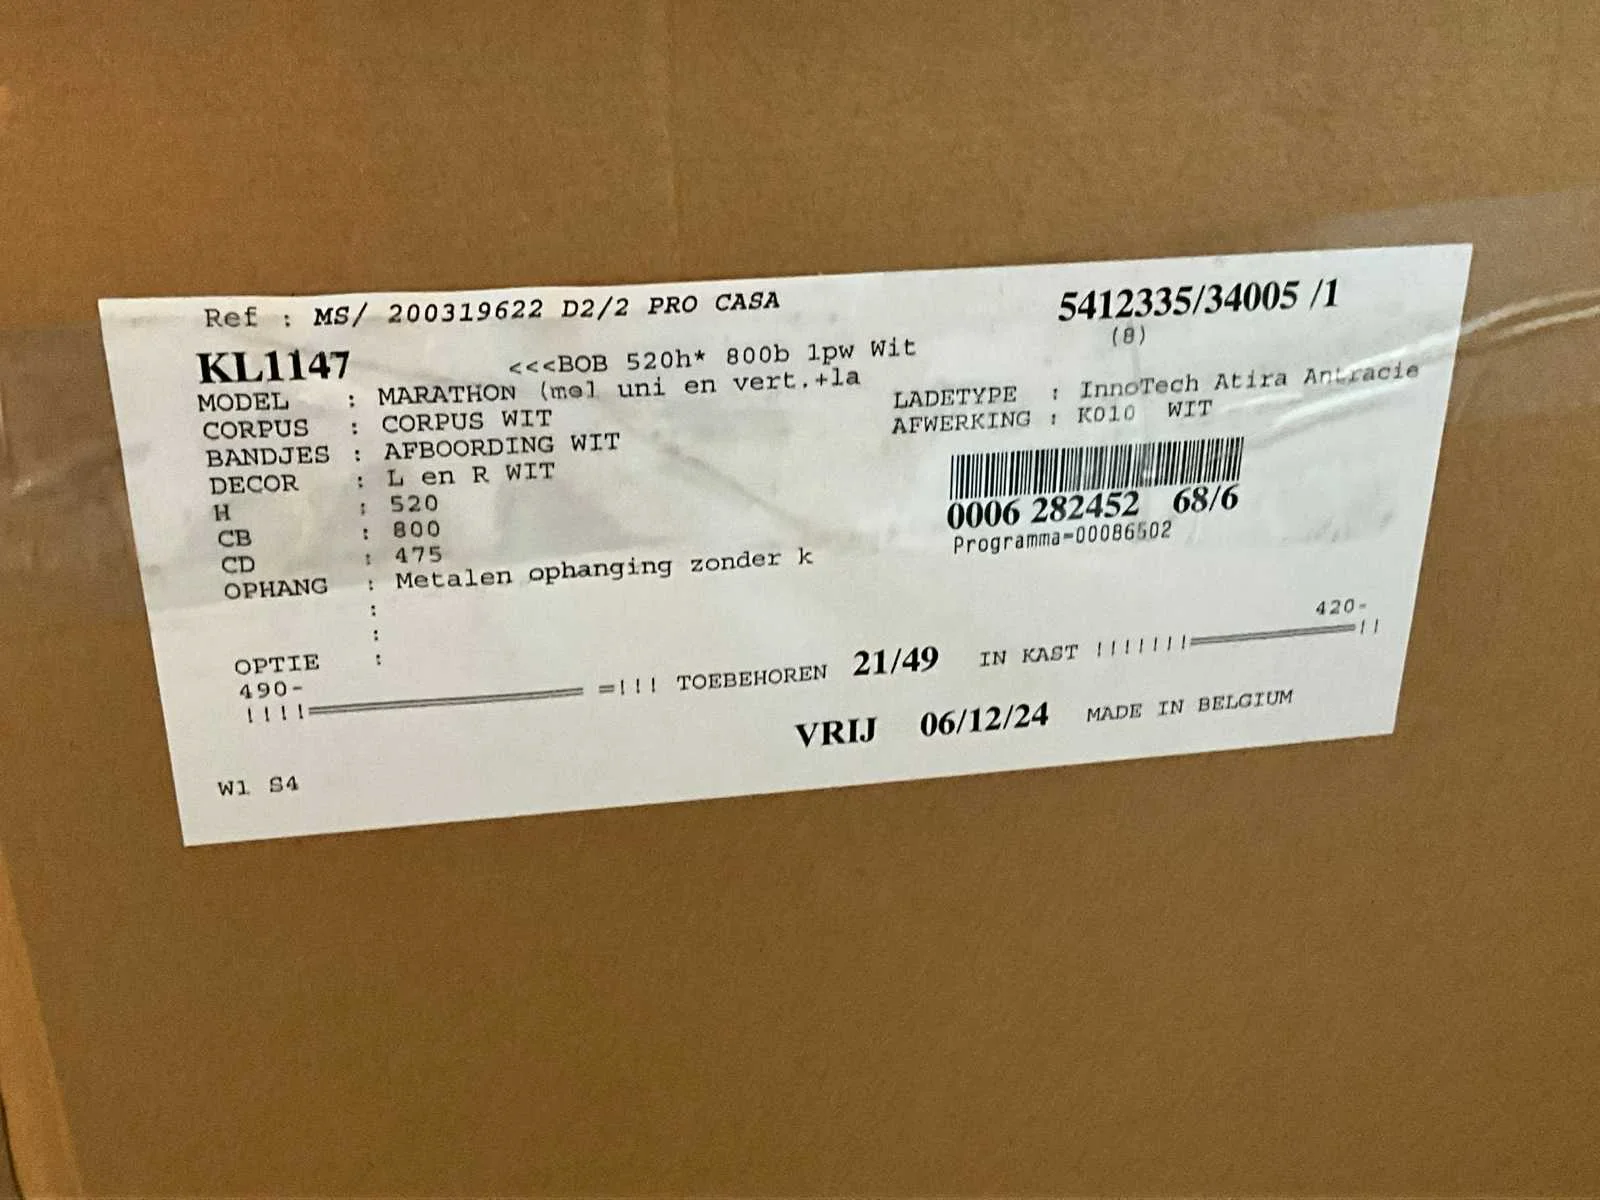 Ref : MS/ 200319622 D2/2 PRO CASA
5412335/34005 /1
(8)
KL1147 <<<BOB 520h* 800b 1pw Wit
MODEL : MARATHON (mel uni en vert.+la
LADETYPE : InnoTech Atira Antracie
CORPUS : CORPUS WIT
AFWERKING : K010 WIT
BANDJES : AFBOORDING WIT
DECOR : L en R WIT
H : 520
CB : 800
CD : 475
OPHANG : Metalen ophanging zonder k
:
:
0006 282452 68/6
Programma=00086502
OPTIE :
490-
420-
!!!!══════════ =!!! TOEBEHOREN 21/49 IN KAST !!!!!!!══════!!
VRIJ 06/12/24 MADE IN BELGIUM
W1 S4